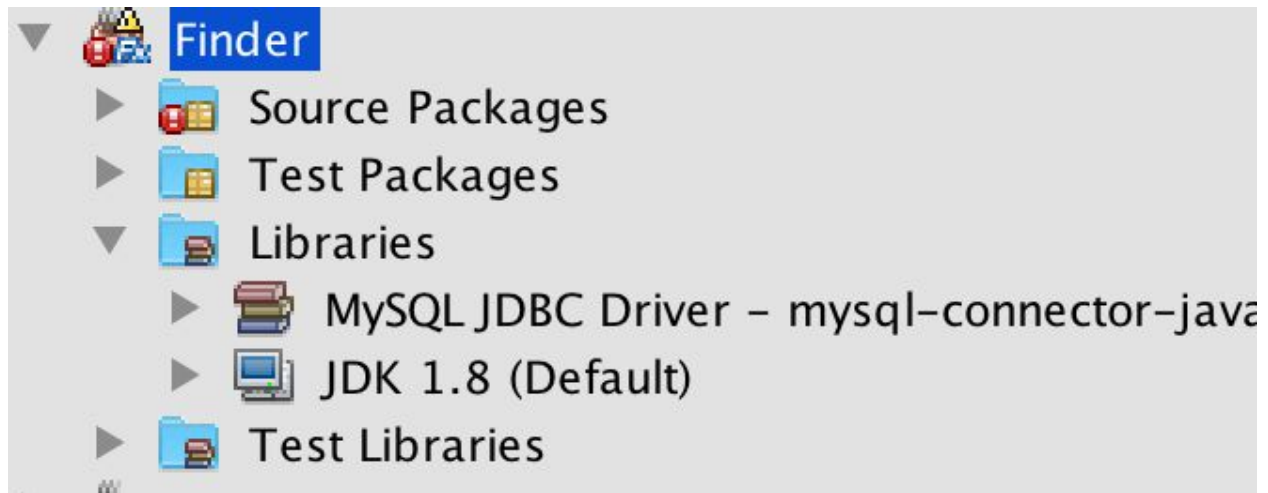 Finder
Source Packages
Test Packages
Libraries
MySQL JDBC Driver – mysql-connector-java
JDK 1.8 (Default)
Test Libraries